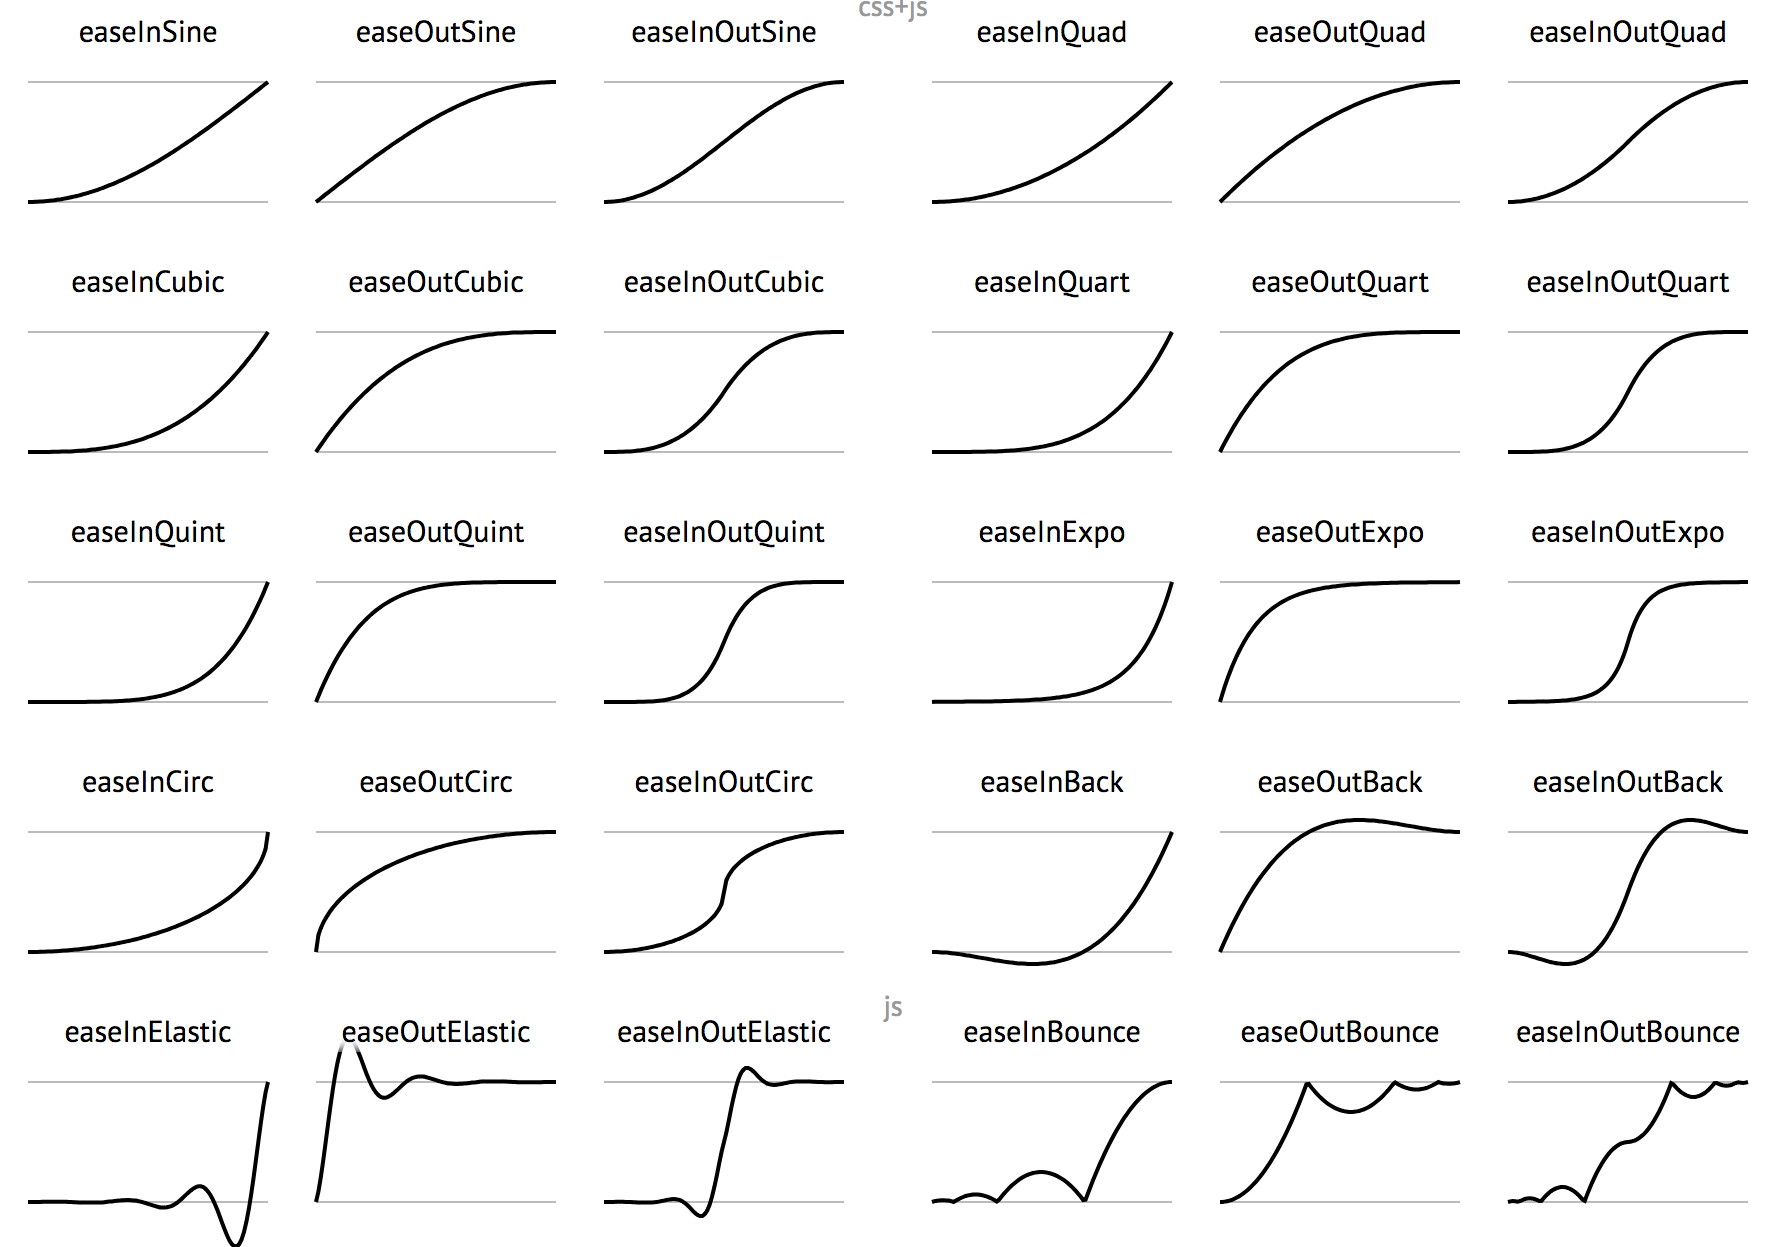 css+js
easeInSine easeOutSine easeInOutSine easeInQuad easeOutQuad easeInOutQuad
easeInCubic easeOutCubic easeInOutCubic easeInQuart easeOutQuart easeInOutQuart
easeInQuint easeOutQuint easeInOutQuint easeInExpo easeOutExpo easeInOutExpo
easeInCirc easeOutCirc easeInOutCirc easeInBack easeOutBack easeInOutBack
js
easeInElastic easeOutElastic easeInOutElastic easeInBounce easeOutBounce easeInOutBounce